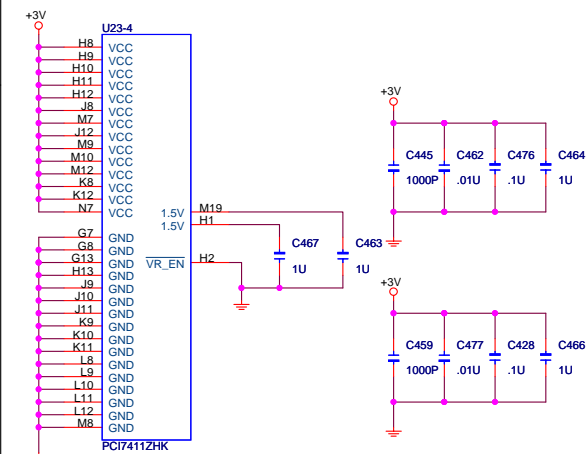 +3V
U23-4
H8 VCC
H9 VCC
H10 VCC
H11 VCC
H12 VCC
J8 VCC
M7 VCC
J12 VCC
M9 VCC
M10 VCC
M12 VCC
K8 VCC
K12 VCC
N7 VCC
1.5V M19
1.5V H1
G7 GND
G8 GND
G13 GND
H13 GND
J9 GND
J10 GND
J11 GND
K9 GND
K10 GND
K11 GND
L8 GND
L9 GND
L10 GND
L11 GND
L12 GND
M8 GND
VR_EN H2
PCI7411ZHK
C467
1U
C463
1U
+3V
C445 C462 C476 C464
1000P .01U .1U 1U
+3V
C459 C477 C428 C466
1000P .01U .1U 1U